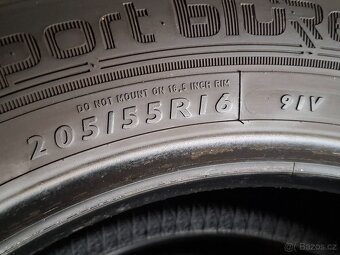 port bluRe
DO NOT MOUNT ON 16.5 INCH RIM
205/55R16 91V
Bazos.cz